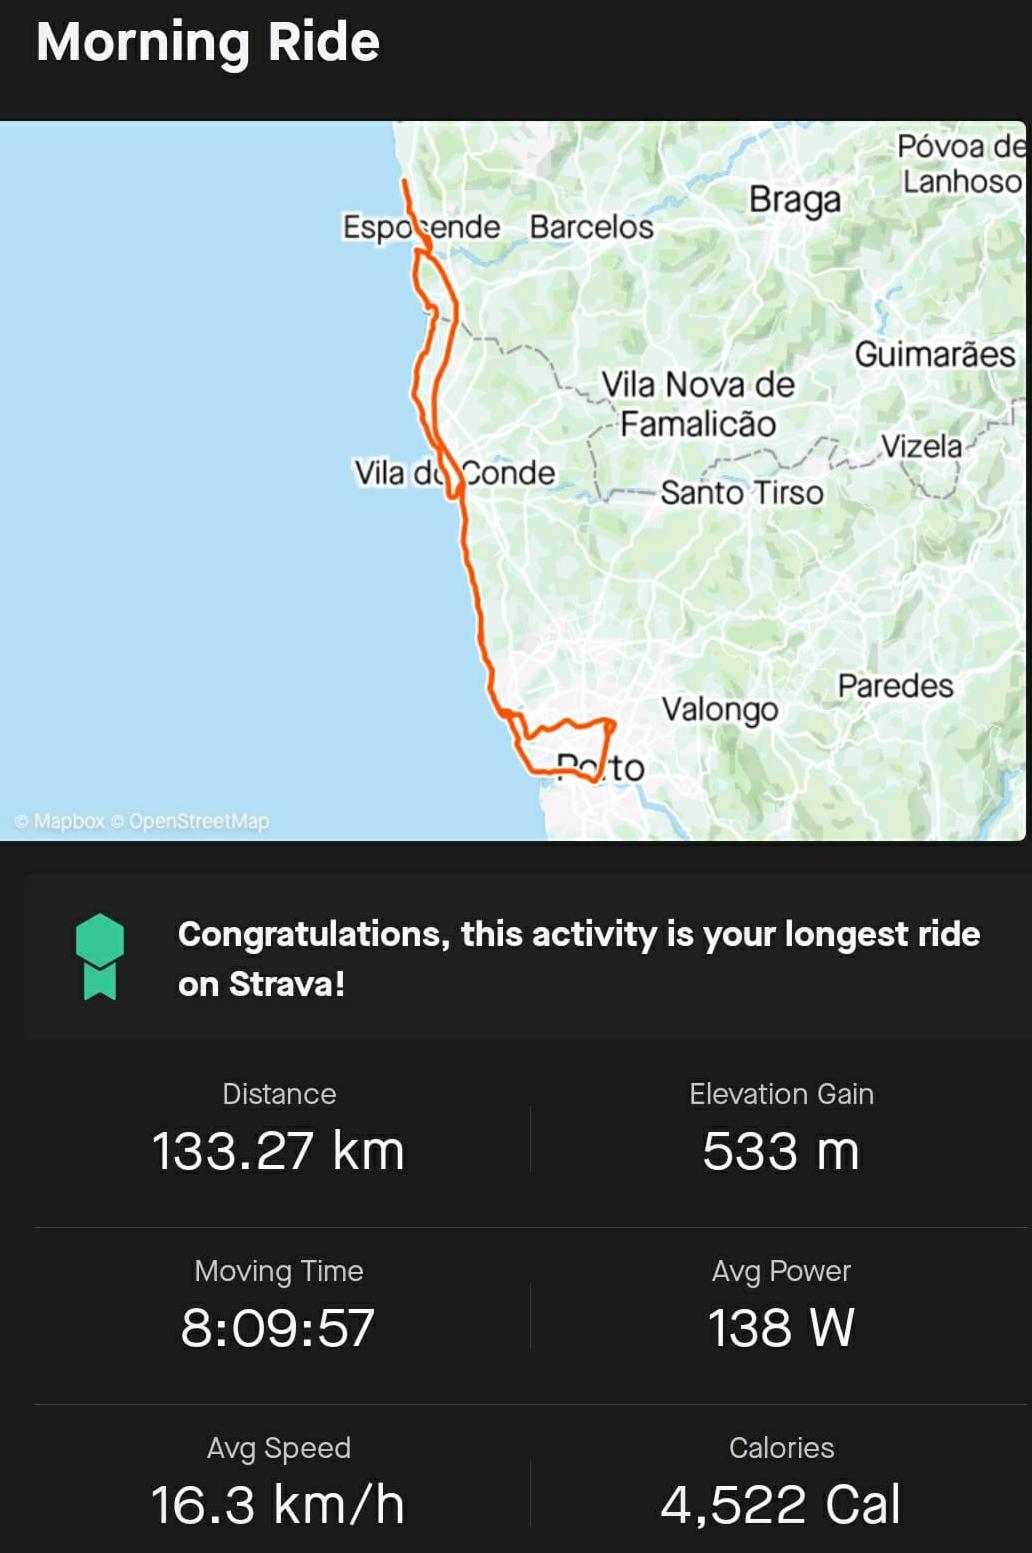 Morning Ride
Póvoa de
Lanhoso
Braga
Esposende
Barcelos
Guimarães
Vila Nova de
Famalicão
Vizela
Vila do Conde
Santo Tirso
Paredes
Valongo
Porto
© Mapbox © OpenStreetMap
Congratulations, this activity is your longest ride
on Strava!
Distance
133.27 km
Elevation Gain
533 m
Moving Time
8:09:57
Avg Power
138 W
Avg Speed
16.3 km/h
Calories
4,522 Cal